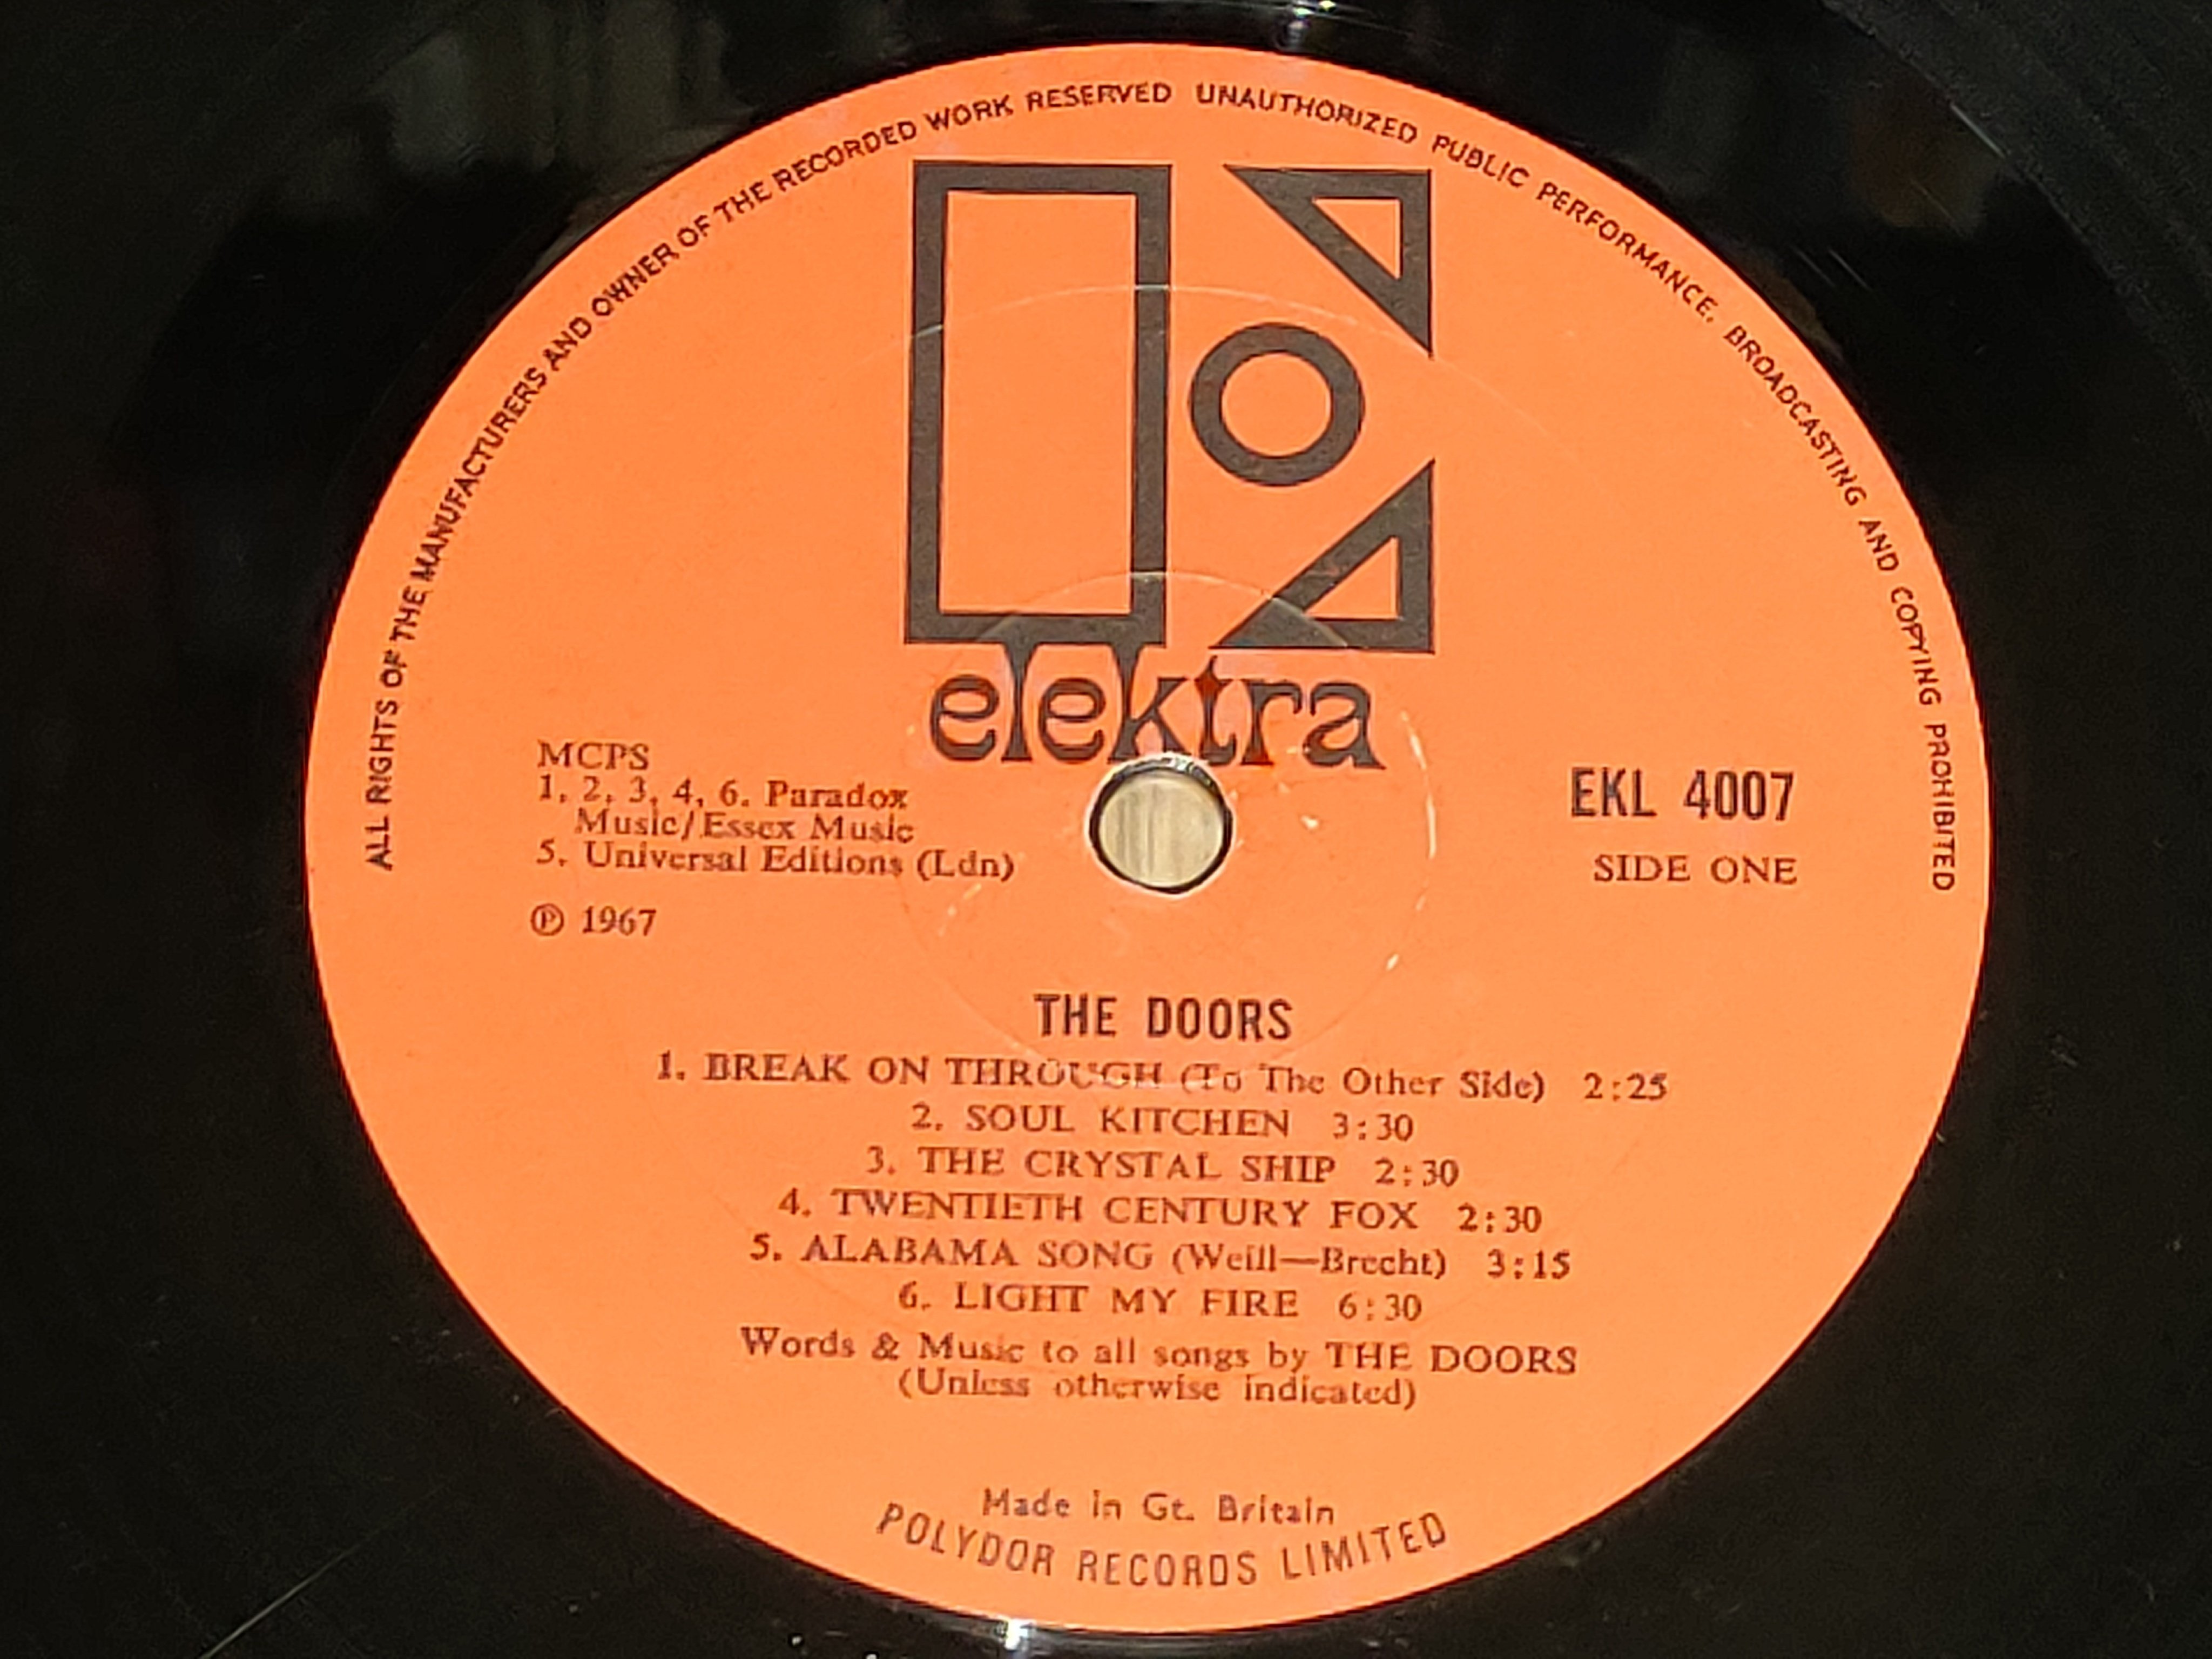 ALL RIGHTS OF THE MANUFACTURERS AND OWNER OF THE RECORDED WORK RESERVED UNAUTHORIZED PUBLIC PERFORMANCE, BROADCASTING AND COPYING PROHIBITED
elektra
MCPS
1, 2, 3, 4, 6. Paradox
Music/Essex Music
5. Universal Editions (Ldn)
℗ 1967
EKL 4007
SIDE ONE
THE DOORS
1. BREAK ON THROUGH (To The Other Side) 2:25
2. SOUL KITCHEN 3:30
3. THE CRYSTAL SHIP 2:30
4. TWENTIETH CENTURY FOX 2:30
5. ALABAMA SONG (Weill—Brecht) 3:15
6. LIGHT MY FIRE 6:30
Words & Music to all songs by THE DOORS
(Unless otherwise indicated)
Made in Gt. Britain
POLYDOR RECORDS LIMITED